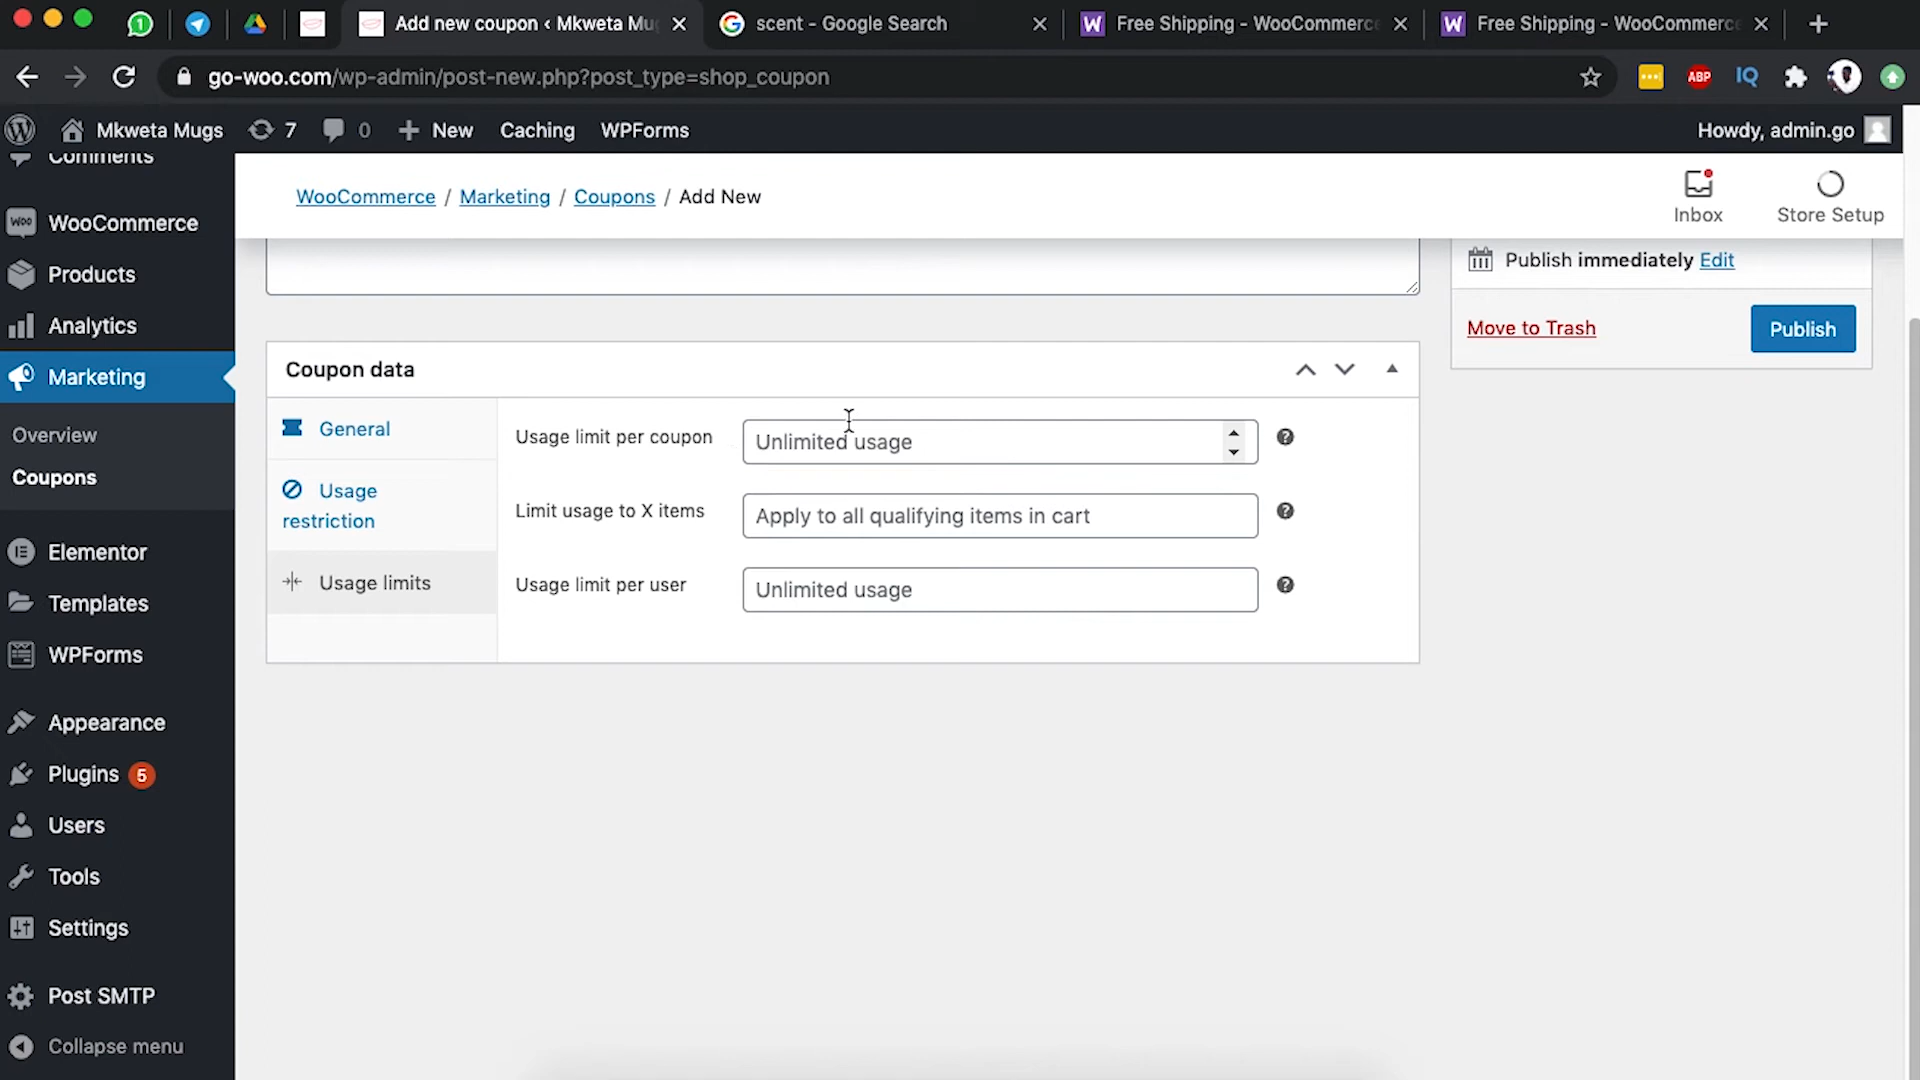 Add new coupon ‹ Mkweta Mu
scent - Google Search
Free Shipping - WooCommerce
Free Shipping - WooCommerce
go-woo.com/wp-admin/post-new.php?post_type=shop_coupon
ABP
IQ
Mkweta Mugs
7
0
New
Caching
WPForms
Howdy, admin.go
Comments
WooCommerce / Marketing / Coupons / Add New
Inbox
Store Setup
Woo
WooCommerce
Products
Analytics
Marketing
Overview
Coupons
Elementor
Templates
WPForms
Appearance
Plugins 5
Users
Tools
Settings
Post SMTP
Collapse menu
Publish immediately Edit
Move to Trash
Publish
Coupon data
General
Usage
restriction
Usage limits
Usage limit per coupon
Unlimited usage
Limit usage to X items
Apply to all qualifying items in cart
Usage limit per user
Unlimited usage